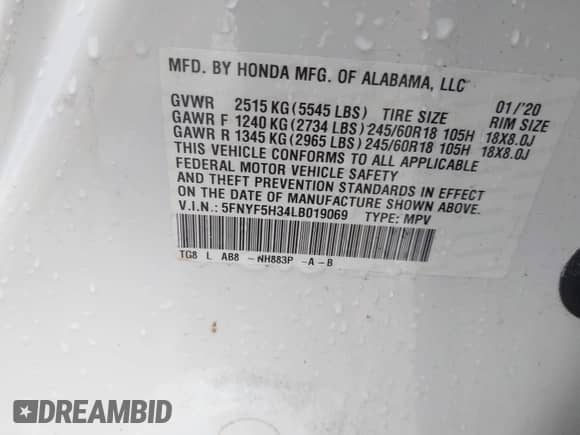 MFD. BY HONDA MFG. OF ALABAMA, LLC
01/'20
GVWR 2515 KG (5545 LBS) TIRE SIZE RIM SIZE
GAWR F 1240 KG (2734 LBS) 245/60R18 105H 18X8.0J
GAWR R 1345 KG (2965 LBS) 245/60R18 105H 18X8.0J
THIS VEHICLE CONFORMS TO ALL APPLICABLE
FEDERAL MOTOR VEHICLE SAFETY
AND THEFT PREVENTION STANDARDS IN EFFECT
ON THE DATE OF MANUFACTURE SHOWN ABOVE.
V.I.N.: 5FNYF5H34LB019069 TYPE: MPV
TG8 L AB8 - NH883P -A - B
DREAMBID